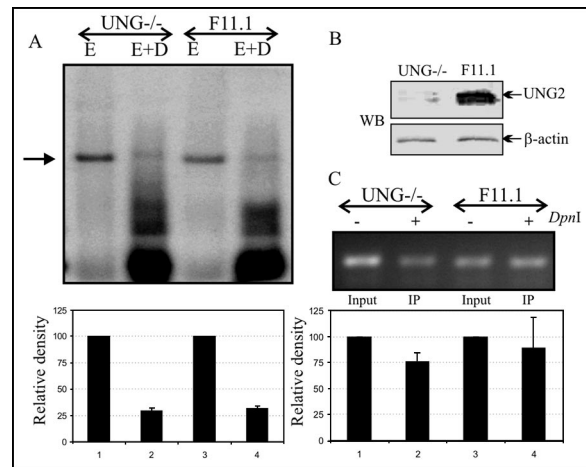 A
UNG-/- F11.1
E E+D E E+D
Relative density
125
100
75
50
25
0
1 2 3 4
B
UNG-/- F11.1
UNG2
WB
β-actin
C
UNG-/- F11.1
- + - + DpnI
Input IP Input IP
Relative density
125
100
75
50
25
0
1 2 3 4